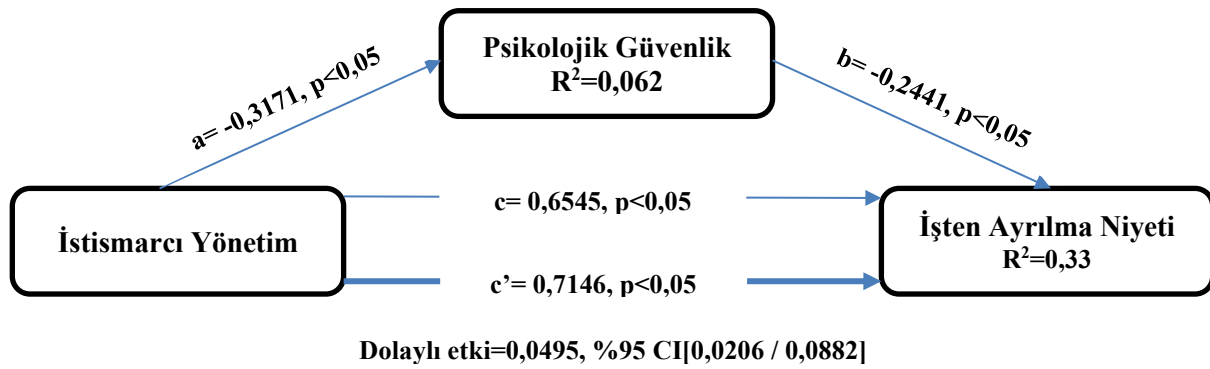 Psikolojik Güvenlik
R²=0,062
a= -0,3171, p<0,05
b= -0,2441, p<0,05
İstismarcı Yönetim
c= 0,6545, p<0,05
c’= 0,7146, p<0,05
İşten Ayrılma Niyeti
R²=0,33
Dolaylı etki=0,0495, %95 CI[0,0206 / 0,0882]